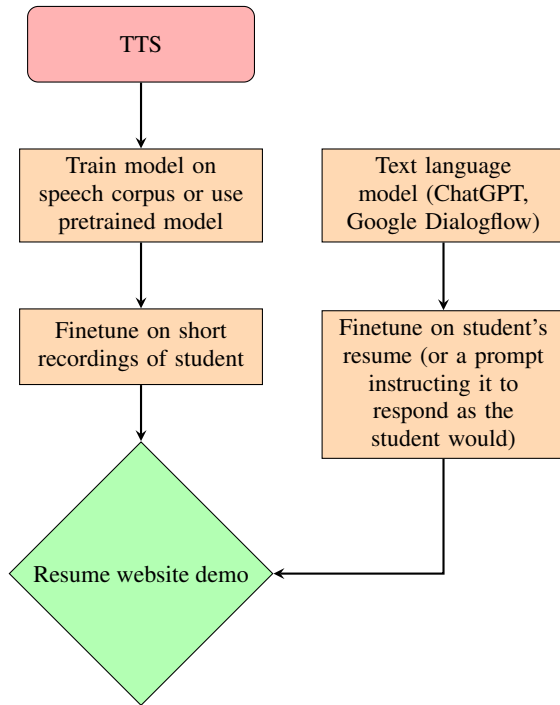 TTS
Train model on
speech corpus or use
pretrained model
Text language
model (ChatGPT,
Google Dialogflow)
Finetune on short
recordings of student
Finetune on student's
resume (or a prompt
instructing it to
respond as the
student would)
Resume website demo